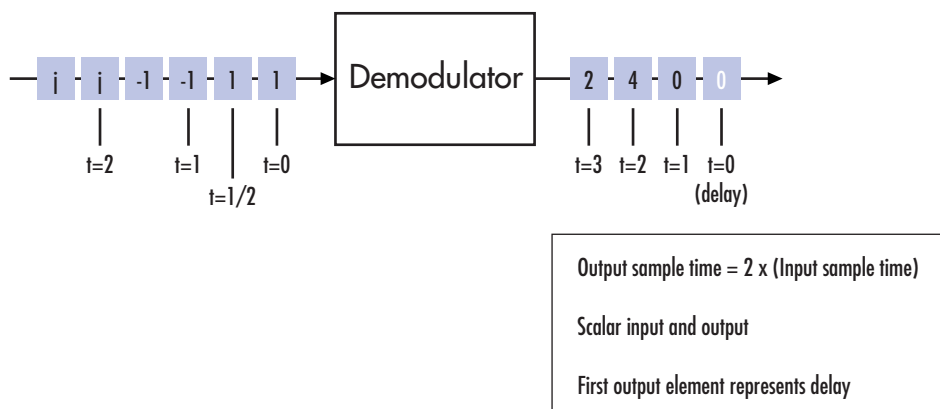 j j -1 -1 1 1
Demodulator
2 4 0 0
t=2 t=1 t=0
t=1/2
t=3 t=2 t=1 t=0
(delay)
Output sample time = 2 x (Input sample time)
Scalar input and output
First output element represents delay